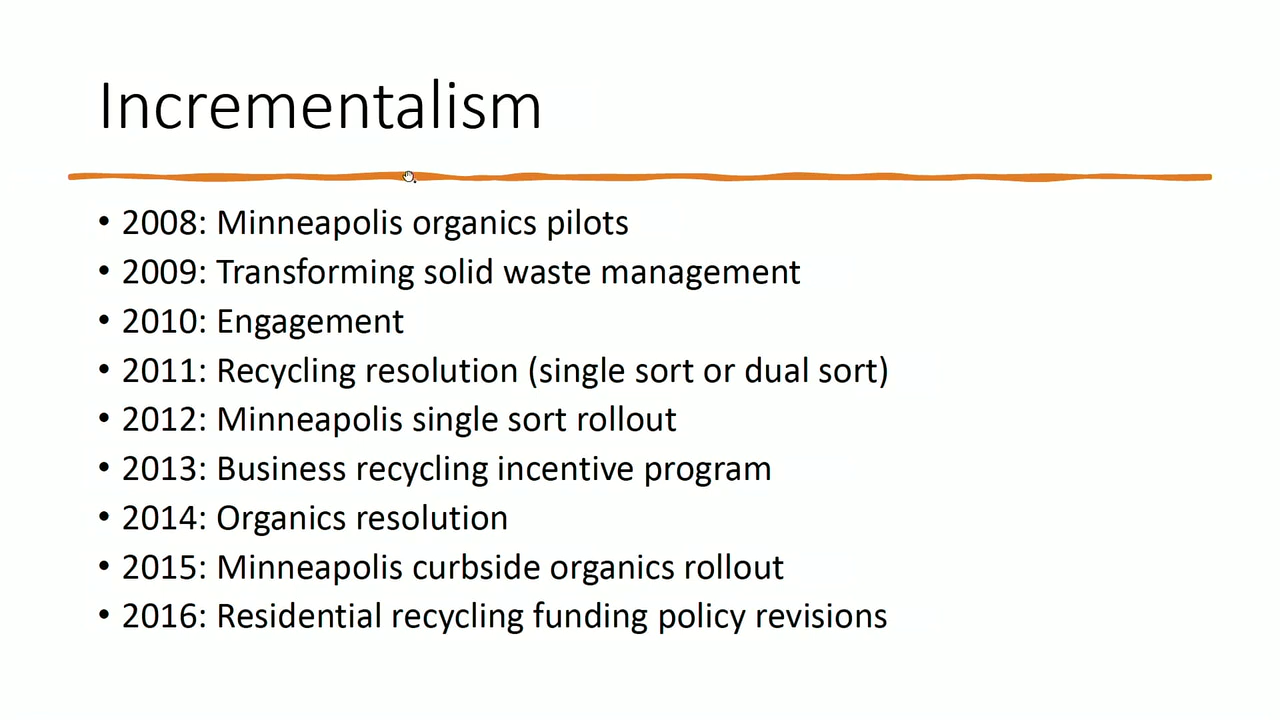 Incrementalism
• 2008: Minneapolis organics pilots
• 2009: Transforming solid waste management
• 2010: Engagement
• 2011: Recycling resolution (single sort or dual sort)
• 2012: Minneapolis single sort rollout
• 2013: Business recycling incentive program
• 2014: Organics resolution
• 2015: Minneapolis curbside organics rollout
• 2016: Residential recycling funding policy revisions